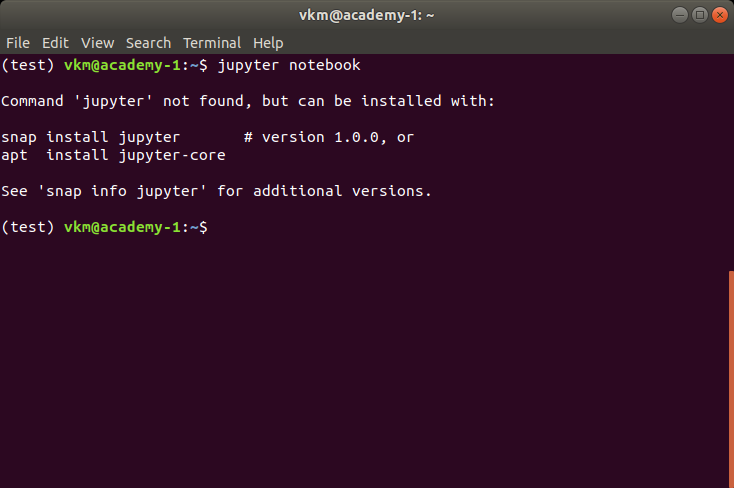 vkm@academy-1: ~
File Edit View Search Terminal Help
(test) vkm@academy-1:~$ jupyter notebook
Command 'jupyter' not found, but can be installed with:
snap install jupyter       # version 1.0.0, or
apt  install jupyter-core
See 'snap info jupyter' for additional versions.
(test) vkm@academy-1:~$